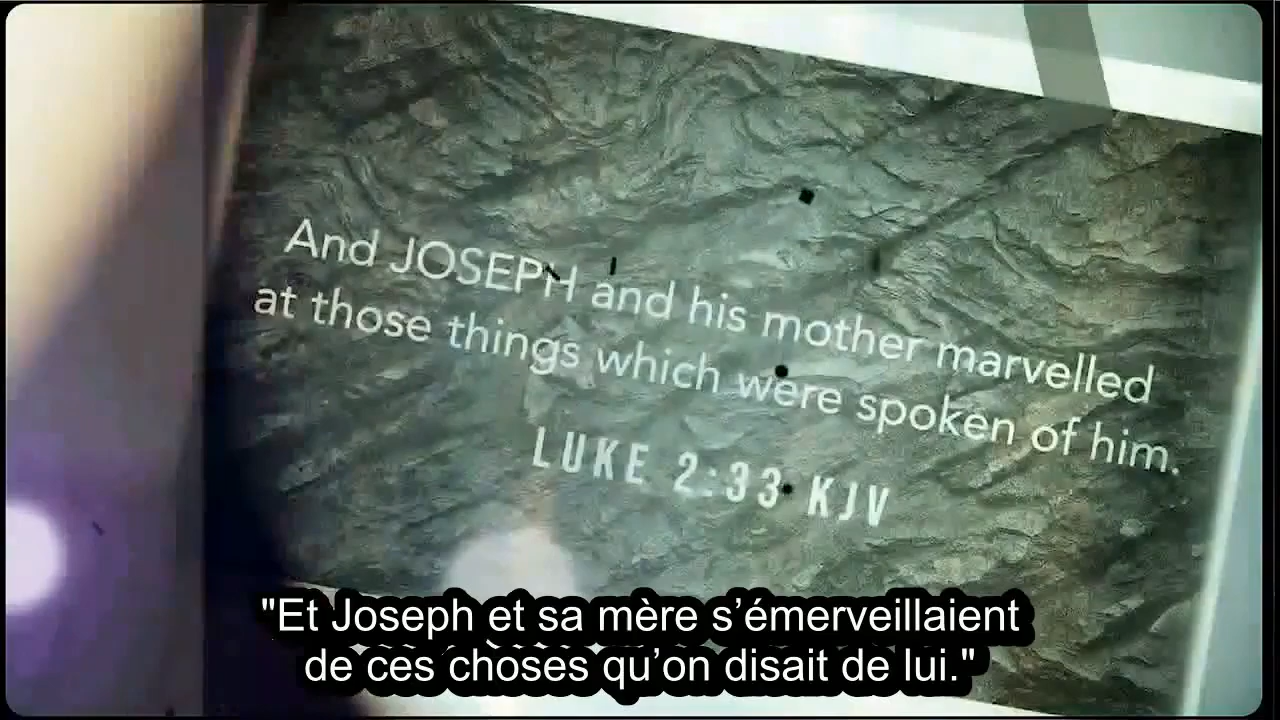 And JOSEPH and his mother marvelled
at those things which were spoken of him.
LUKE 2:33 KJV
"Et Joseph et sa mère s’émerveillaient
de ces choses qu’on disait de lui."